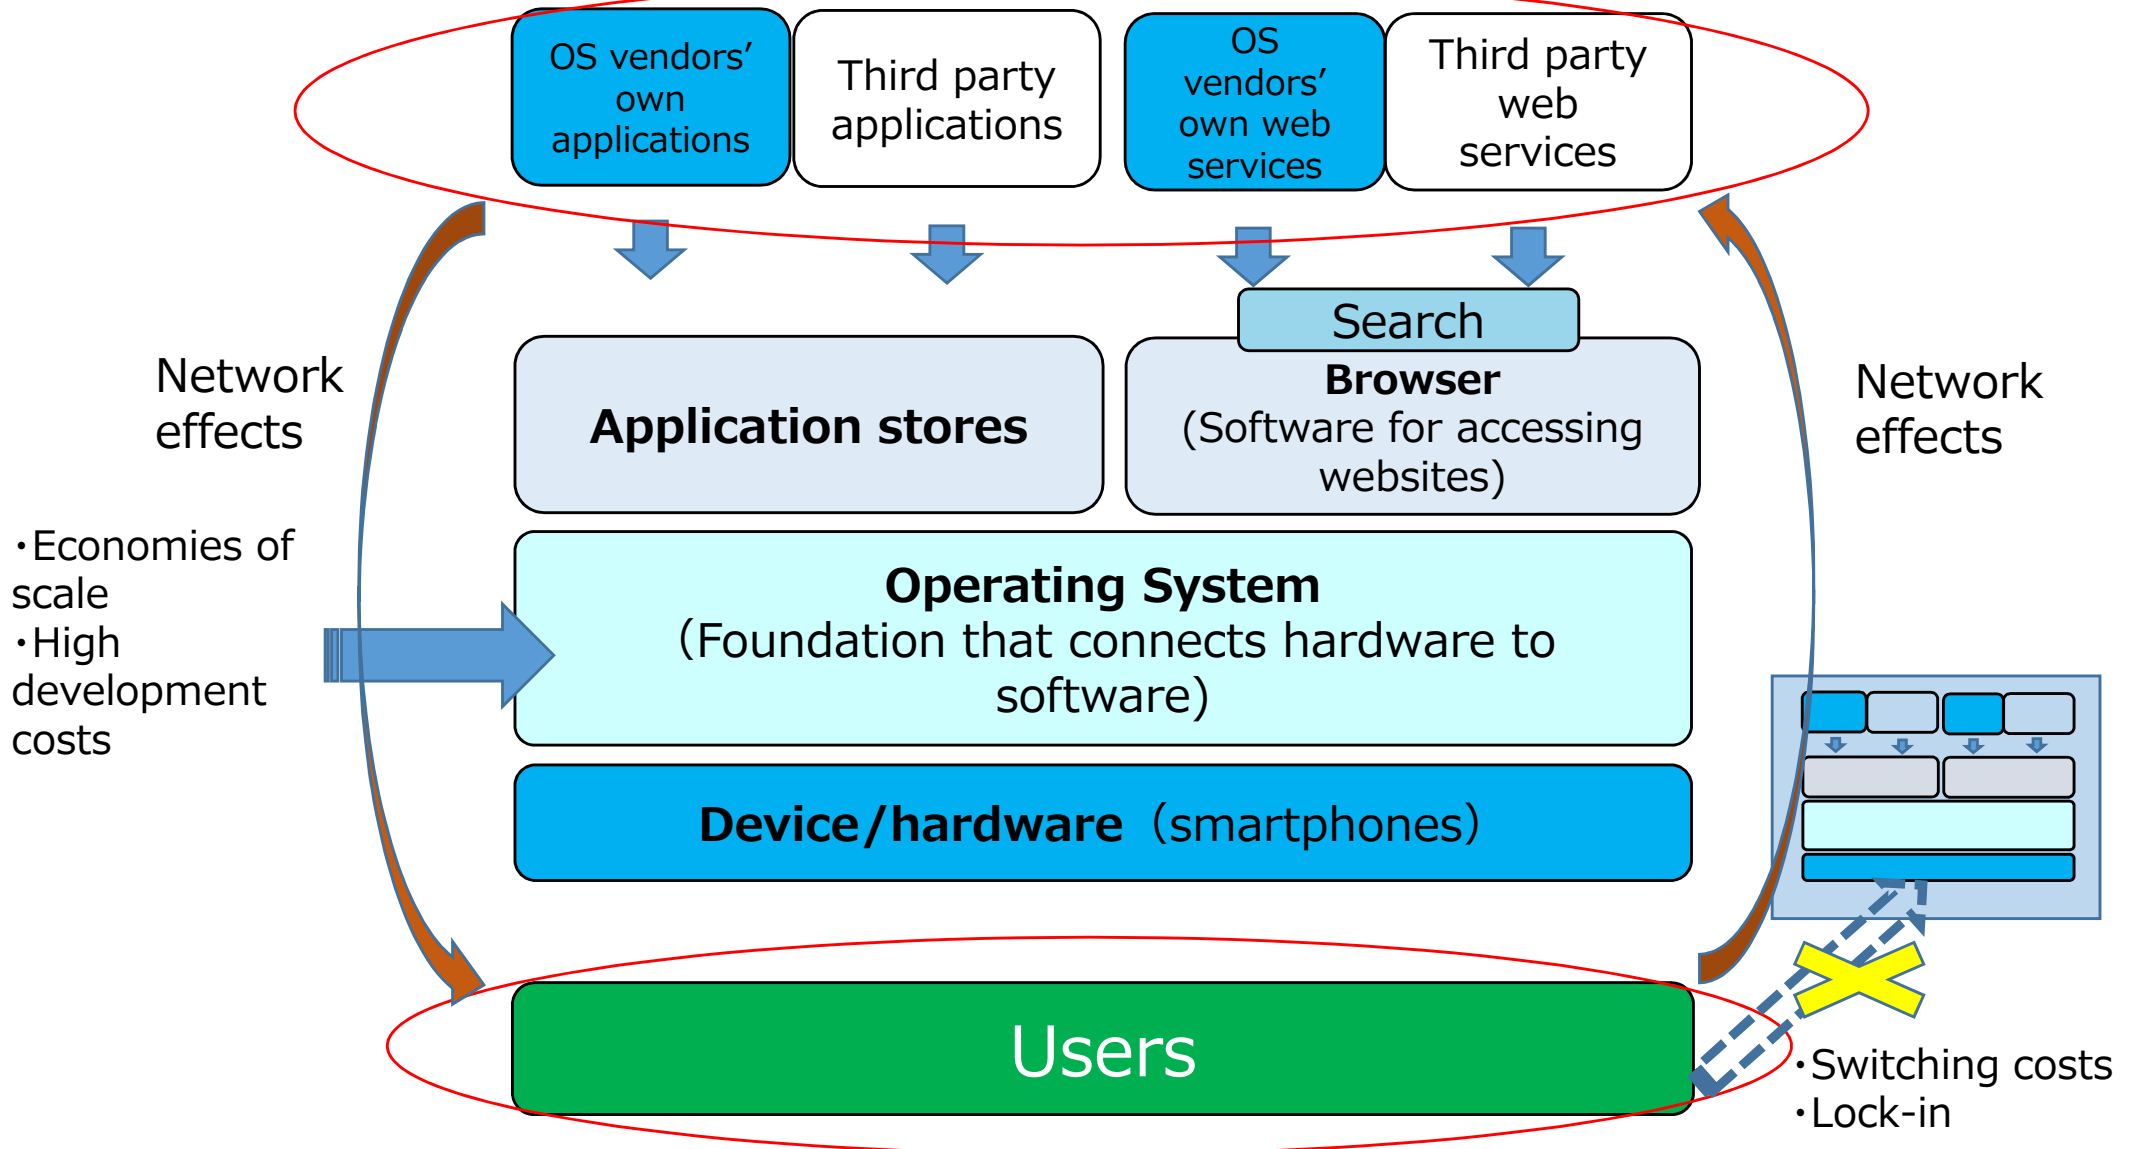 OS vendors’
own
applications
Third party
applications
OS
vendors’
own web
services
Third party
web
services
Search
Network
effects
Application stores
Browser
(Software for accessing
websites)
Network
effects
・Economies of
scale
・High
development
costs
Operating System
（Foundation that connects hardware to
software)
Device/hardware（smartphones）
Users
・Switching costs
・Lock-in